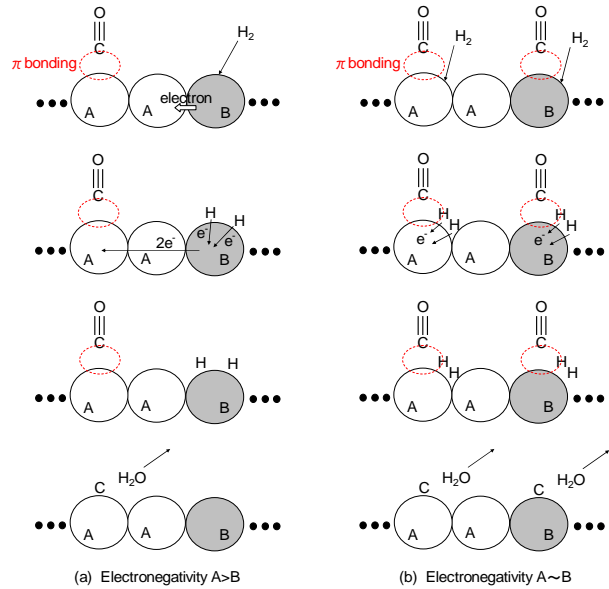 O
C
π bonding
H₂
electron
A A B
O
C
H H
e⁻ e⁻
2e⁻
A A B
O
C
H H
A A B
H₂O
C
A A B
(a) Electronegativity A>B
O O
C C
π bonding
H₂ H₂
A A B
O O
C C
H H
H H
e⁻ e⁻
A A B
O O
C C
H H
H H
A A B
H₂O H₂O
C C
A A B
(b) Electronegativity A~B